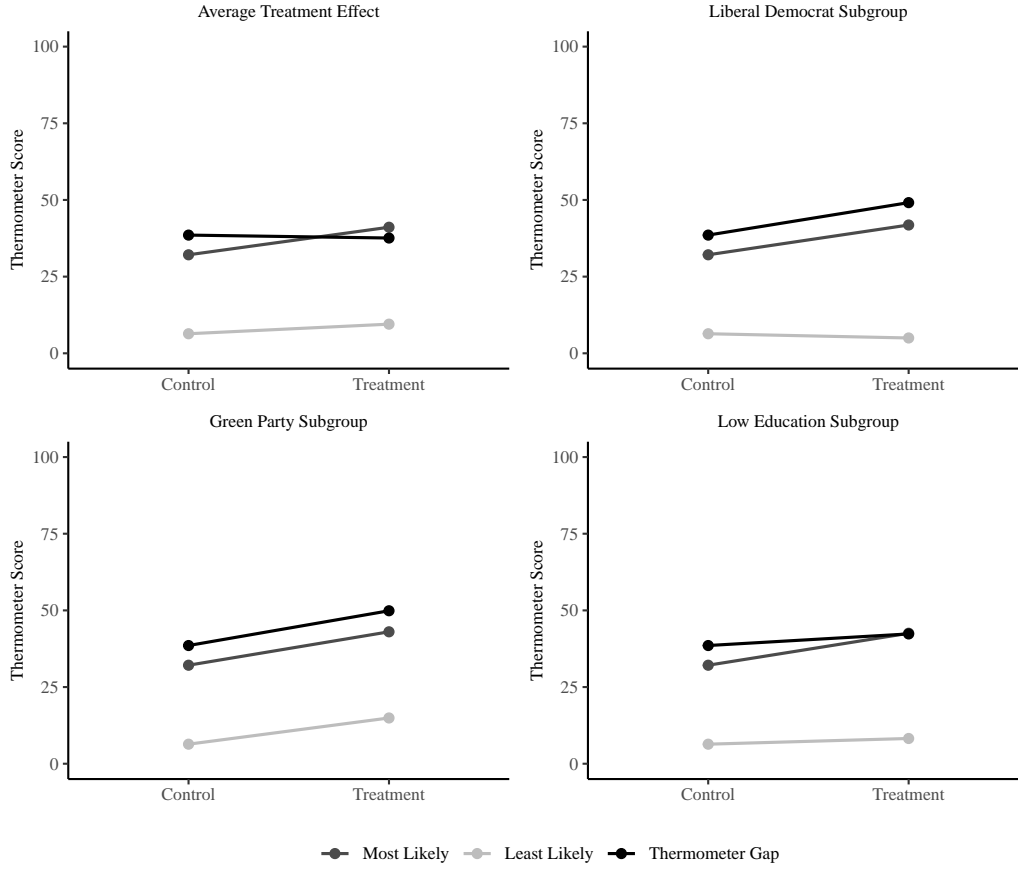 Average Treatment Effect
Thermometer Score
100
75
50
25
0
Control Treatment
Liberal Democrat Subgroup
Thermometer Score
100
75
50
25
0
Control Treatment
Green Party Subgroup
Thermometer Score
100
75
50
25
0
Control Treatment
Low Education Subgroup
Thermometer Score
100
75
50
25
0
Control Treatment
Most Likely Least Likely Thermometer Gap